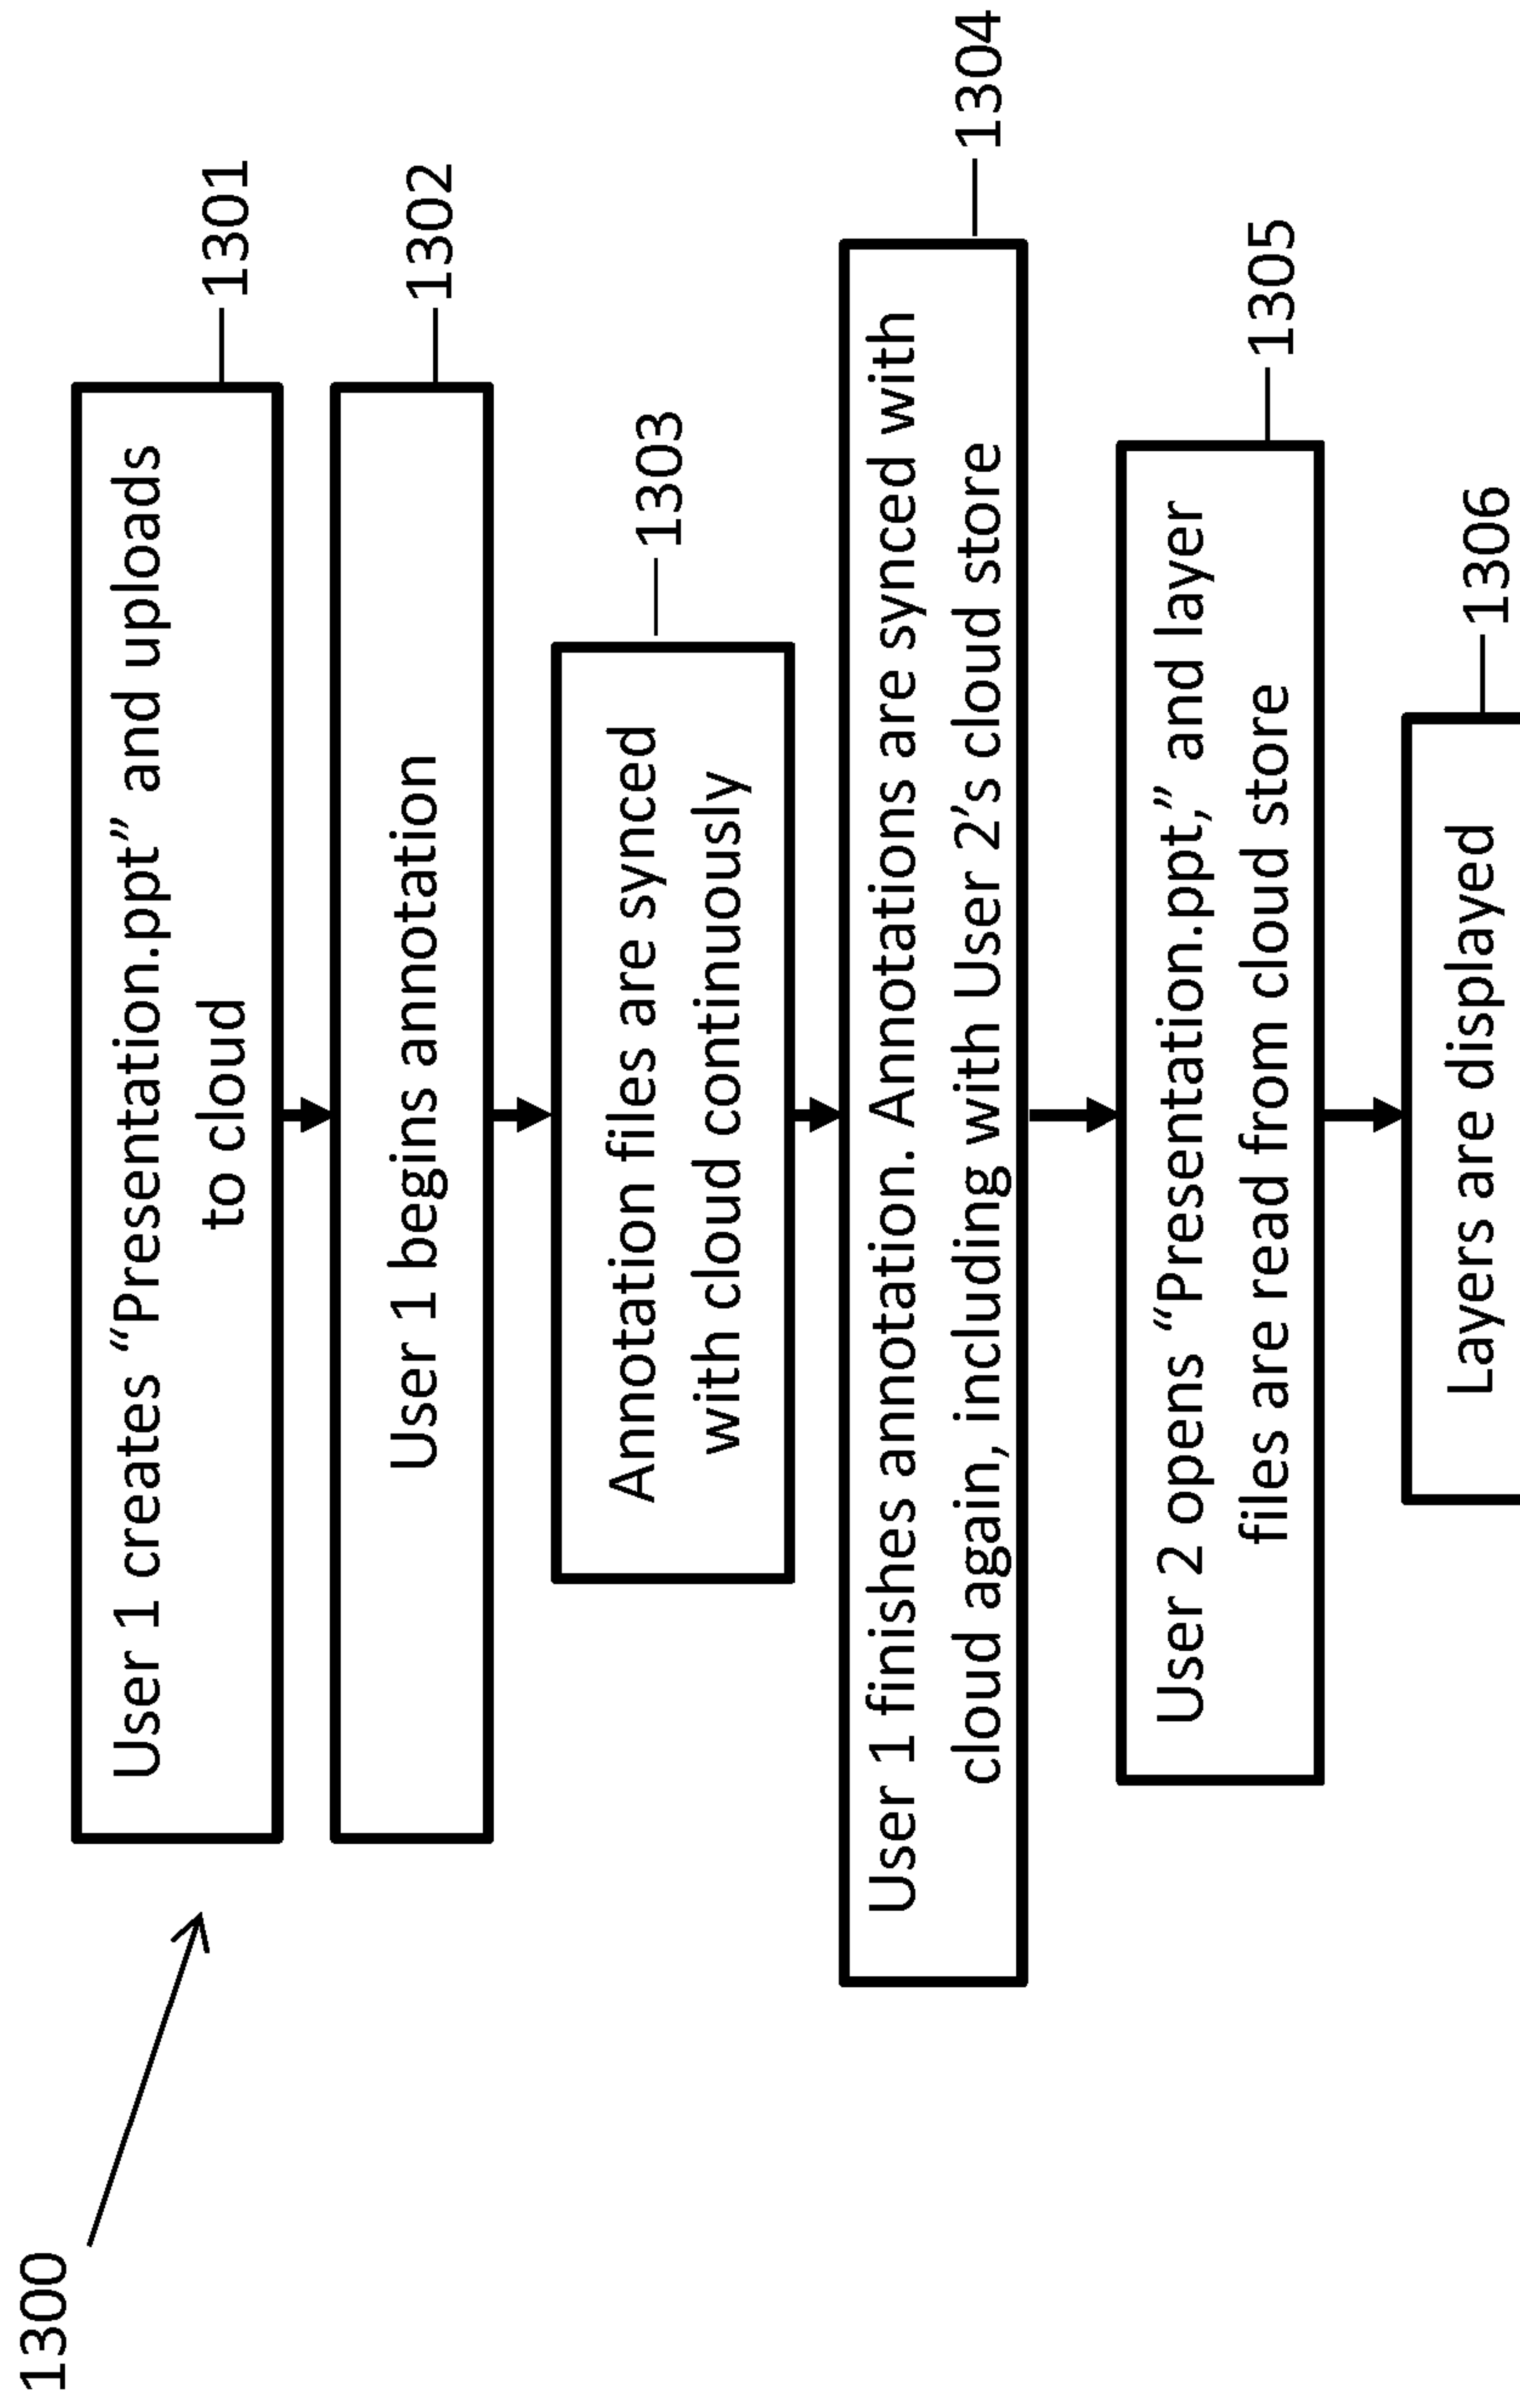 1300
User 1 creates “Presentation.ppt” and uploads
to cloud
1301
User 1 begins annotation
1302
Annotation files are synced
with cloud continuously
1303
User 1 finishes annotation. Annotations are synced with
cloud again, including with User 2’s cloud store
1304
User 2 opens “Presentation.ppt,” and layer
files are read from cloud store
1305
Layers are displayed
1306